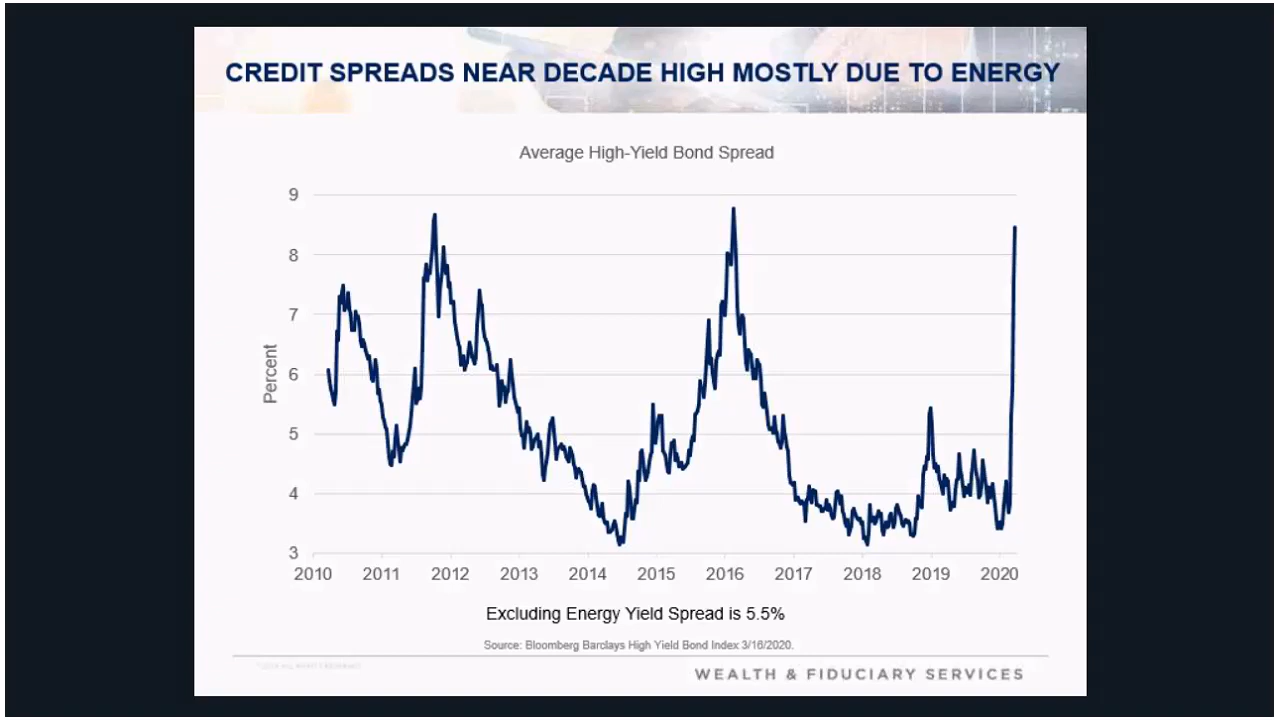 CREDIT SPREADS NEAR DECADE HIGH MOSTLY DUE TO ENERGY
Average High-Yield Bond Spread
9
8
7
6
5
4
3
Percent
2010 2011 2012 2013 2014 2015 2016 2017 2018 2019 2020
Excluding Energy Yield Spread is 5.5%
Source: Bloomberg Barclays High Yield Bond Index 3/16/2020.
WEALTH & FIDUCIARY SERVICES